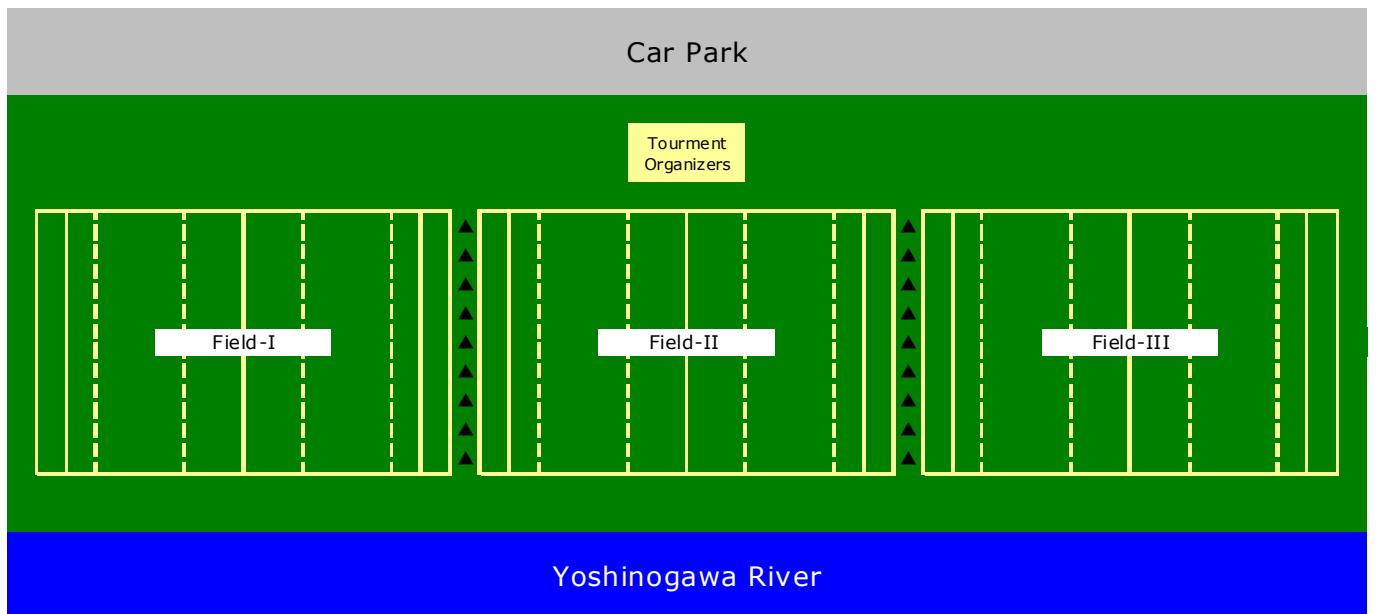 Car Park
Tourment
Organizers
Field-I
Field-II
Field-III
Yoshinogawa River